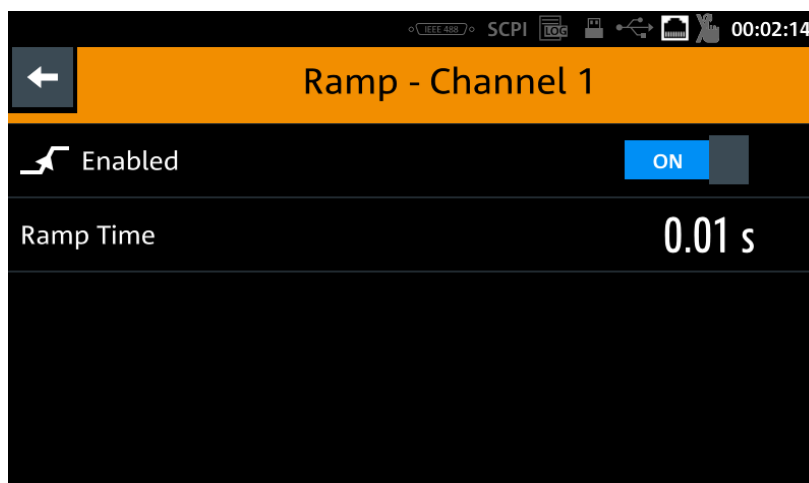 IEEE 488 SCPI LOG 00:02:14
Ramp - Channel 1
Enabled ON
Ramp Time 0.01 s